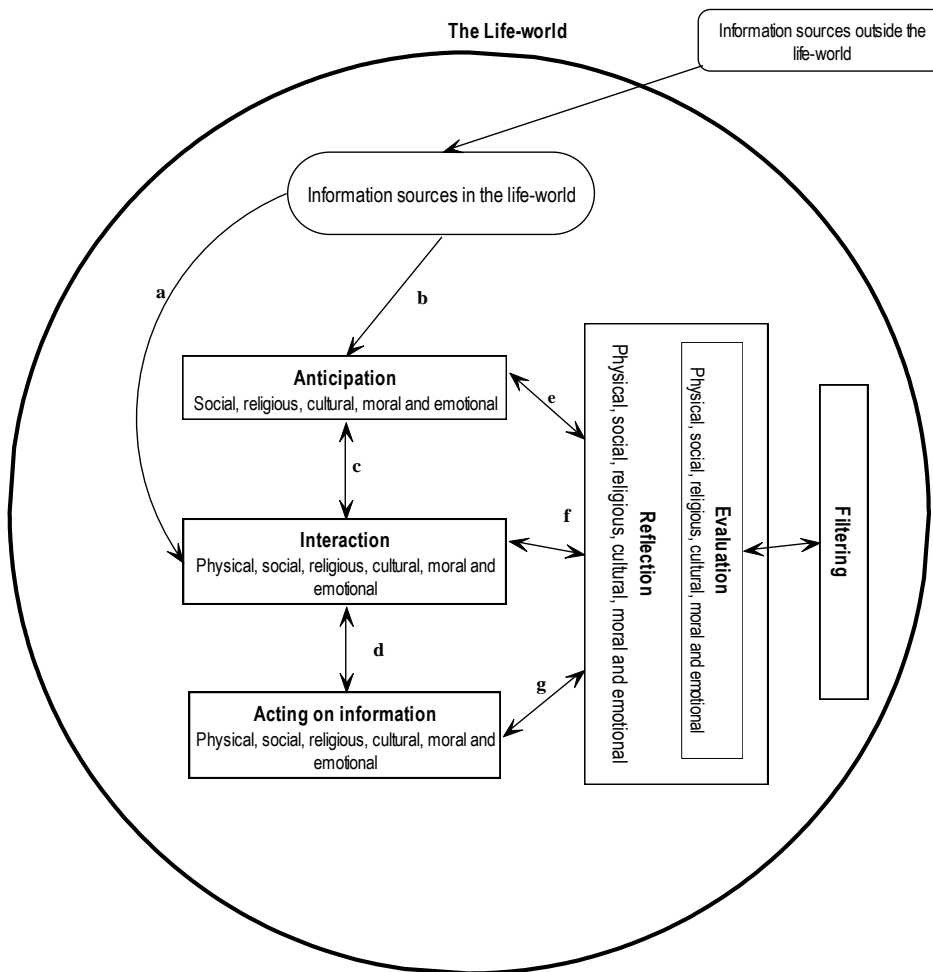 The Life-world
Information sources outside the
life-world
Information sources in the life-world
a
b
Anticipation
Social, religious, cultural, moral and emotional
e
c
Interaction
Physical, social, religious, cultural, moral and
emotional
f
d
Acting on information
Physical, social, religious, cultural, moral and
emotional
g
Physical, social, religious, cultural, moral and emotional
Reflection
Physical, social, religious, cultural, moral and emotional
Evaluation
Filtering